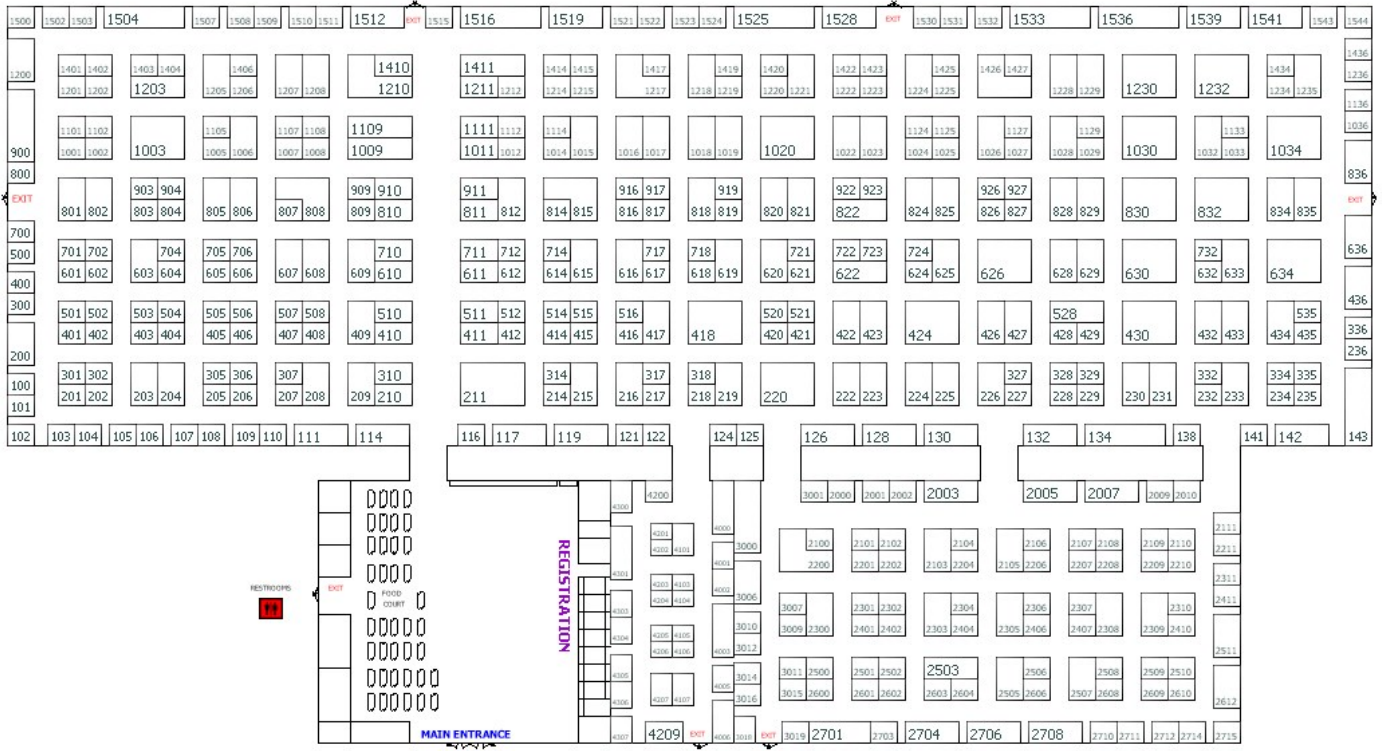 1500 1502 1503 1504 1507 1508 1509 1510 1511 1512 EXIT 1515 1516 1519 1521 1522 1523 1524 1525 1528 EXIT 1530 1531 1532 1533 1536 1539 1541 1543 1544
1401 1402 1403 1404 1406 1410 1411 1414 1415 1417 1419 1420 1422 1423 1425 1426 1427 1434 1436
1200 1201 1202 1203 1205 1206 1207 1208 1210 1211 1212 1214 1215 1217 1218 1219 1220 1221 1222 1223 1224 1225 1228 1229 1230 1232 1234 1235 1236
1136
1101 1102 1105 1107 1108 1109 1111 1112 1114 1124 1125 1127 1129 1133 1036
900 1001 1002 1003 1005 1006 1007 1008 1009 1011 1012 1014 1015 1016 1017 1018 1019 1020 1022 1023 1024 1025 1026 1027 1028 1029 1030 1032 1033 1034
800 836
903 904 909 910 911 916 917 919 922 923 926 927
EXIT EXIT
801 802 803 804 805 806 807 808 809 810 811 812 814 815 816 817 818 819 820 821 822 824 825 826 827 828 829 830 832 834 835
700
500 701 702 704 705 706 710 711 712 714 717 718 721 722 723 724 732 636
601 602 603 604 605 606 607 608 609 610 611 612 614 615 616 617 618 619 620 621 622 624 625 626 628 629 630 632 633 634
400
300 436
501 502 503 504 505 506 507 508 510 511 512 514 515 516 520 521 528 535
401 402 403 404 405 406 407 408 409 410 411 412 414 415 416 417 418 420 421 422 423 424 426 427 428 429 430 432 433 434 435 336
200 236
301 302 305 306 307 310 314 317 318 327 328 329 332 334 335
100
201 202 203 204 205 206 207 208 209 210 211 214 215 216 217 218 219 220 222 223 224 225 226 227 228 229 230 231 232 233 234 235
101
102 103 104 105 106 107 108 109 110 111 114 116 117 119 121 122 124 125 126 128 130 132 134 138 141 142 143
4200 3001 2000 2001 2002 2003 2005 2007 2009 2010
4300
4201 4000 2111
4202 4101 3000 2100 2101 2102 2104 2106 2107 2108 2109 2110 2211
4001 2200 2201 2202 2103 2204 2105 2206 2207 2208 2209 2210
4301 2311
RESTROOMS EXIT 4203 4103 4002
FOOD
COURT
4204 4104 3006 2411
REGISTRATION
4303 3007 2301 2302 2304 2306 2307 2310
4304 4205 4105 3010 3009 2300 2401 2402 2303 2404 2305 2406 2407 2308 2309 2410
4206 4106 4003 3012 2511
4305 4005 3014 3011 2500 2501 2502 2503 2506 2508 2509 2510
4306 4207 4107 3016 3015 2600 2601 2602 2603 2604 2505 2606 2507 2608 2609 2610 2612
MAIN ENTRANCE
4307 4209 EXIT 4006 3018 EXIT 3019 2701 2703 2704 2706 2708 2710 2711 2712 2714 2715